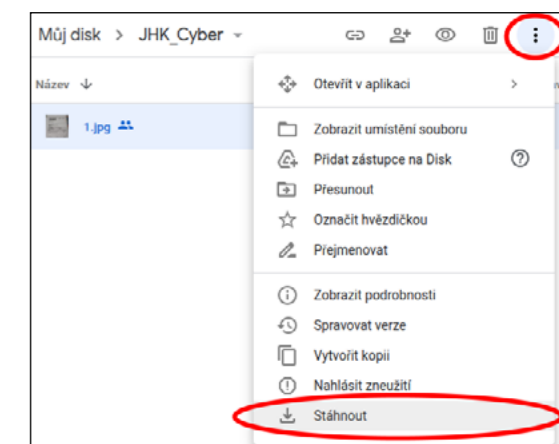 Můj disk > JHK_Cyber
Název
1.jpg
Otevřít v aplikaci
Zobrazit umístění souboru
Přidat zástupce na Disk
Přesunout
Označit hvězdičkou
Přejmenovat
Zobrazit podrobnosti
Spravovat verze
Vytvořit kopii
Nahlásit zneužití
Stáhnout